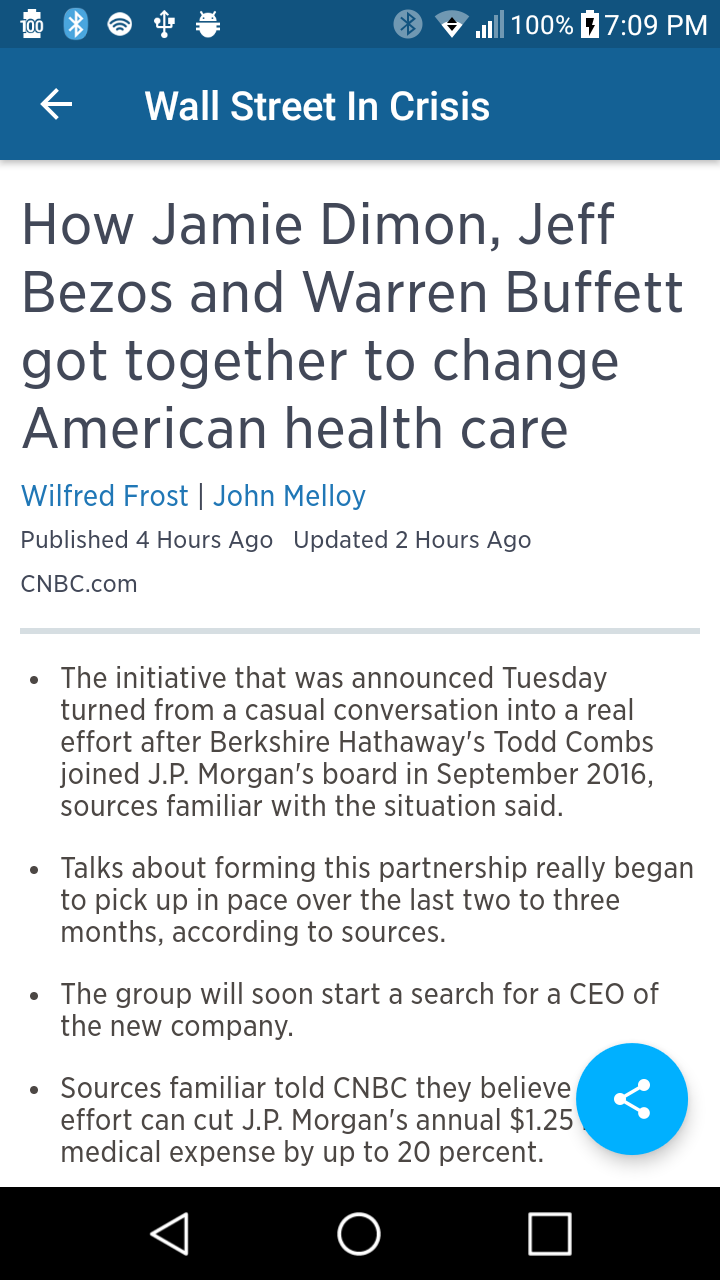 100
100% 7:09 PM
Wall Street In Crisis
How Jamie Dimon, Jeff
Bezos and Warren Buffett
got together to change
American health care
Wilfred Frost | John Melloy
Published 4 Hours Ago Updated 2 Hours Ago
CNBC.com
• The initiative that was announced Tuesday
turned from a casual conversation into a real
effort after Berkshire Hathaway's Todd Combs
joined J.P. Morgan's board in September 2016,
sources familiar with the situation said.
• Talks about forming this partnership really began
to pick up in pace over the last two to three
months, according to sources.
• The group will soon start a search for a CEO of
the new company.
• Sources familiar told CNBC they believe
effort can cut J.P. Morgan's annual $1.25
medical expense by up to 20 percent.